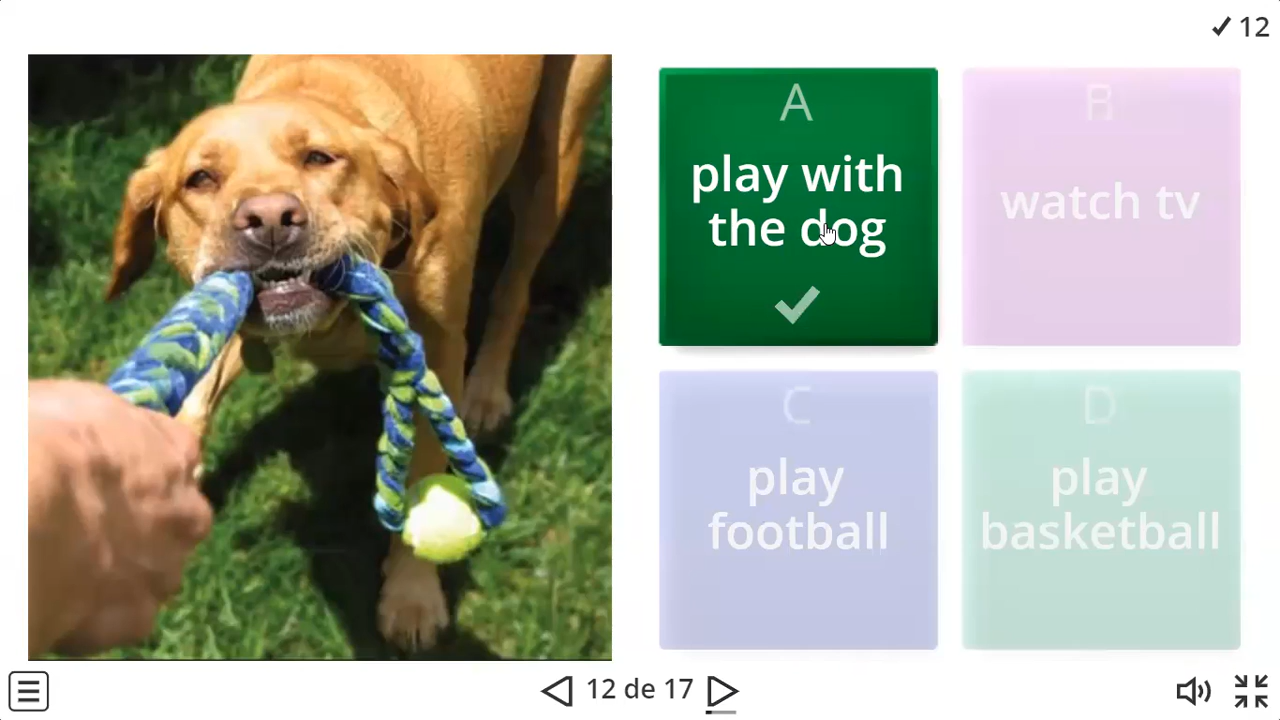 ✓ 12
A
play with
the dog
✓
B
watch tv
C
play
football
D
play
basketball
12 de 17